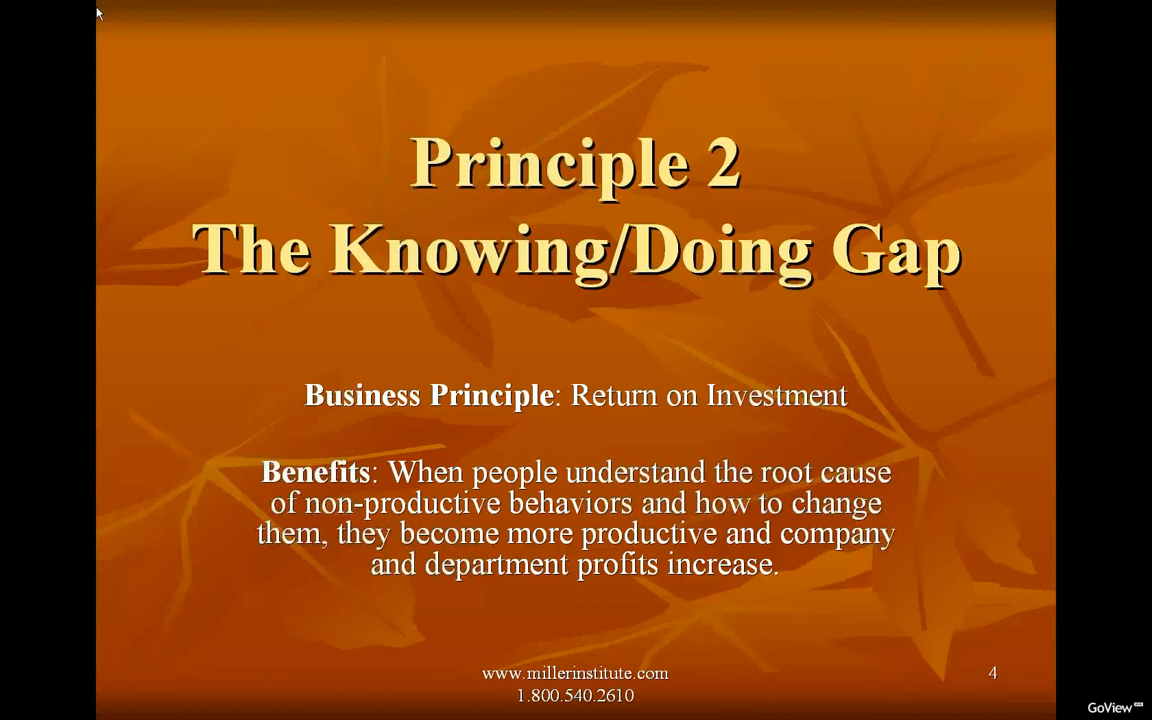 Principle 2
The Knowing/Doing Gap
Business Principle: Return on Investment
Benefits: When people understand the root cause
of non-productive behaviors and how to change
them, they become more productive and company
and department profits increase.
www.millerinstitute.com
1.800.540.2610
4
GoView